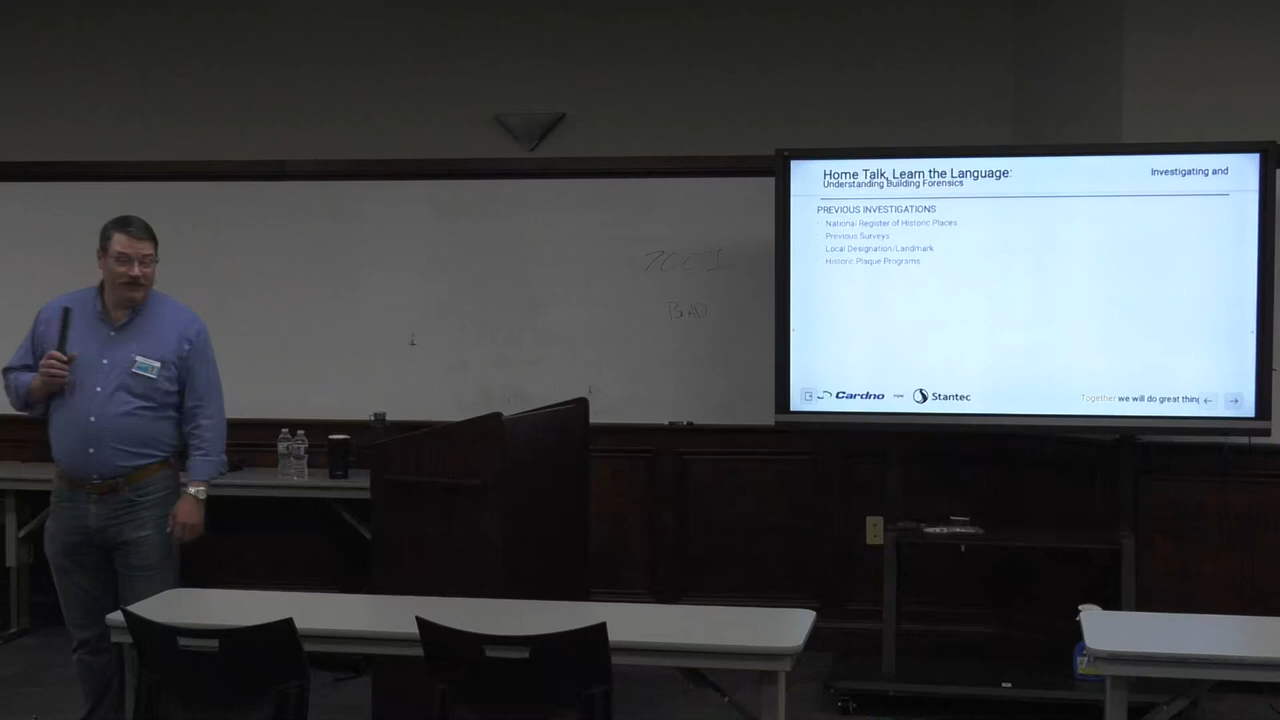 Home Talk, Learn the Language:
Investigating and
Understanding Building Forensics
PREVIOUS INVESTIGATIONS
National Register of Historic Places
Previous Surveys
Local Designation/Landmark
Historic Plaque Programs
Cardno now Stantec
Together we will do great thing